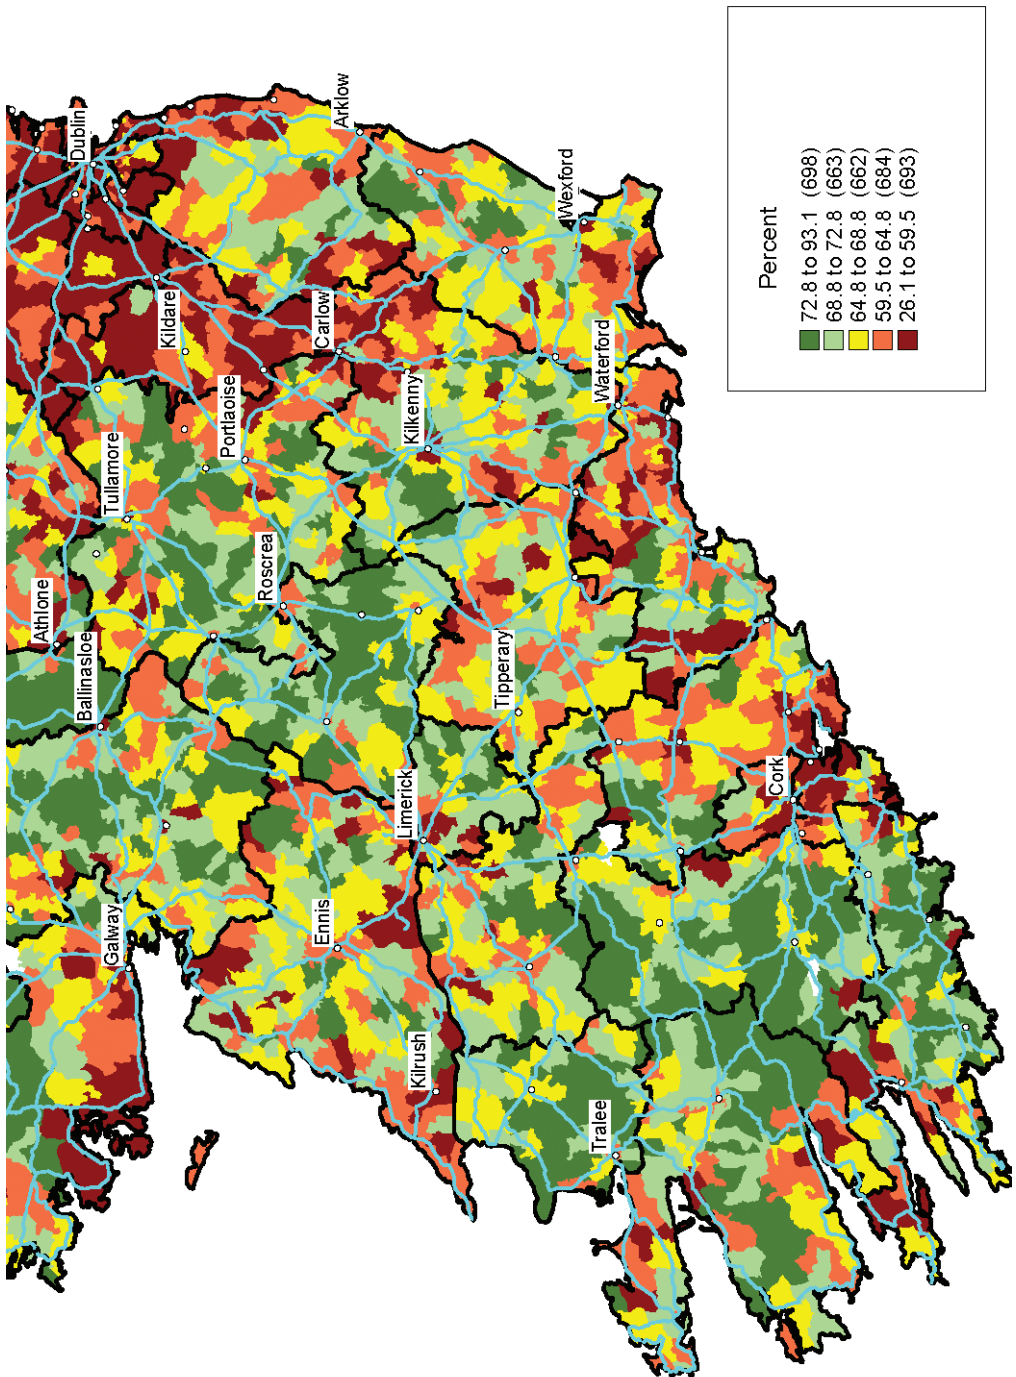 Dublin
Arklow
Wexford
Kildare
Carlow
Waterford
Portlaoise
Kilkenny
Tullamore
Roscrea
Athlone
Ballinasloe
Tipperary
Limerick
Cork
Galway
Ennis
Kilrush
Tralee
Percent
72.8 to 93.1 (698)
68.8 to 72.8 (663)
64.8 to 68.8 (662)
59.5 to 64.8 (684)
26.1 to 59.5 (693)